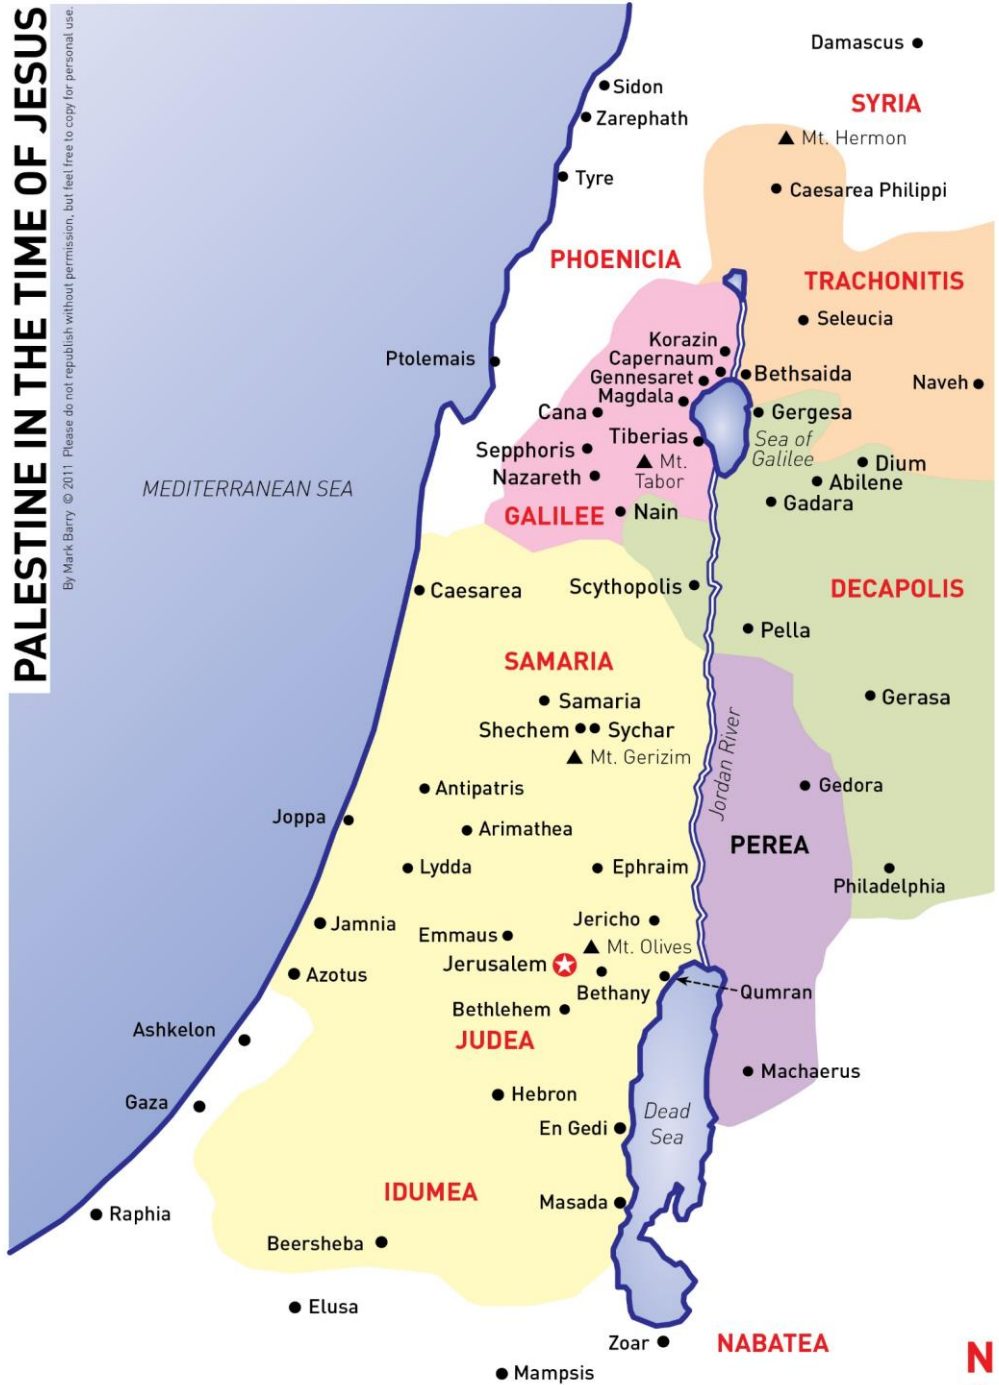 PALESTINE IN THE TIME OF JESUS
By Mark Barry © 2011 Please do not republish without permission, but feel free to copy for personal use.
Damascus
Sidon
SYRIA
Zarephath
Mt. Hermon
Tyre
Caesarea Philippi
PHOENICIA
TRACHONITIS
Seleucia
Korazin
Ptolemais
Capernaum
Bethsaida
Gennesaret
Naveh
Magdala
Cana
Gergesa
Tiberias
Sea of
Galilee
Sepphoris
Mt.
Tabor
Dium
Nazareth
Abilene
MEDITERRANEAN SEA
Gadara
GALILEE
Nain
Caesarea
Scythopolis
DECAPOLIS
Pella
SAMARIA
Samaria
Gerasa
Shechem
Sychar
Mt. Gerizim
Jordan River
Antipatris
Gedora
Joppa
Arimathea
PEREA
Lydda
Ephraim
Philadelphia
Jamnia
Jericho
Emmaus
Mt. Olives
Jerusalem
Azotus
Bethany
Qumran
Bethlehem
Ashkelon
JUDEA
Machaerus
Hebron
Gaza
Dead
Sea
En Gedi
IDUMEA
Masada
Raphia
Beersheba
Elusa
Zoar
NABATEA
N
Mampsis